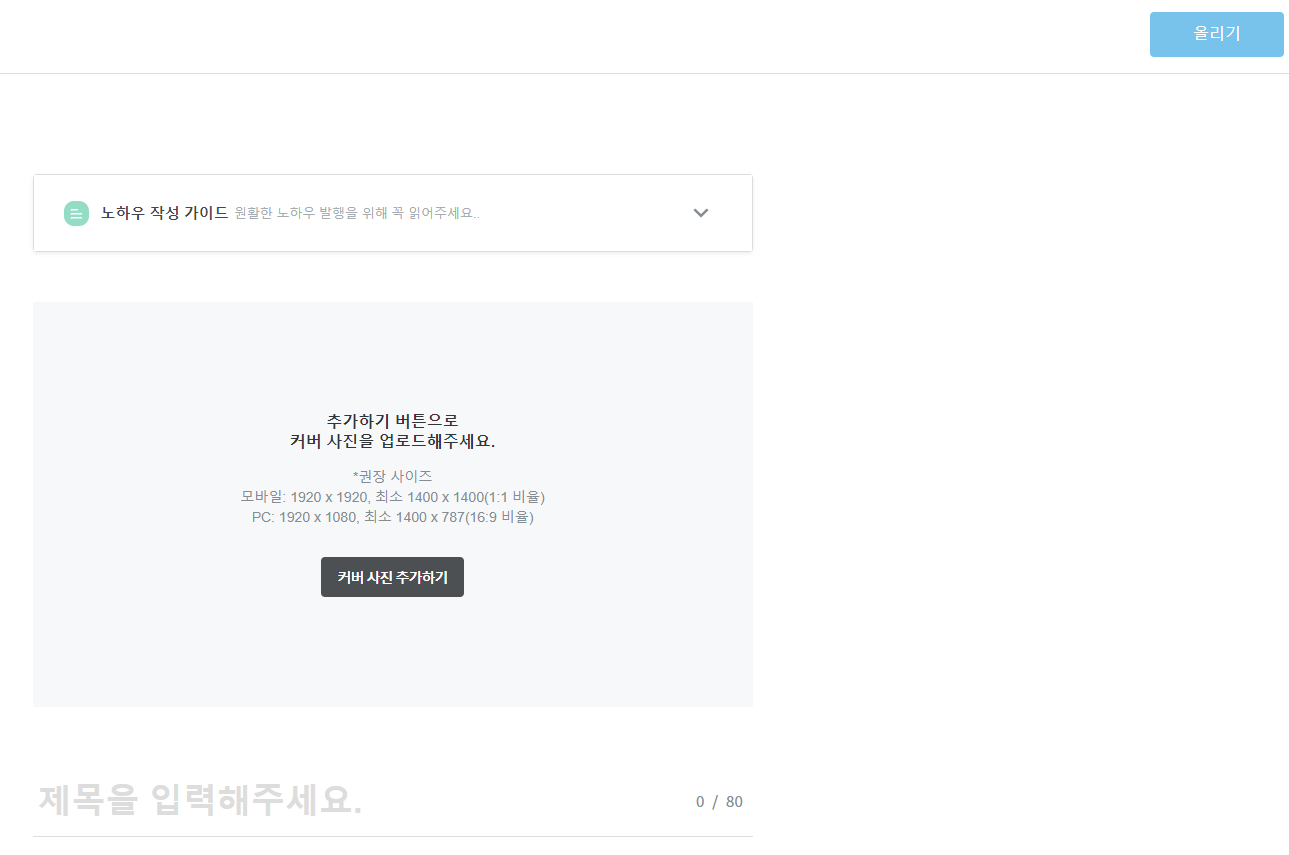 올리기
노하우 작성 가이드 원활한 노하우 발행을 위해 꼭 읽어주세요..
추가하기 버튼으로
커버 사진을 업로드해주세요.
*권장 사이즈
모바일: 1920 x 1920, 최소 1400 x 1400(1:1 비율)
PC: 1920 x 1080, 최소 1400 x 787(16:9 비율)
커버 사진 추가하기
제목을 입력해주세요. 0 / 80